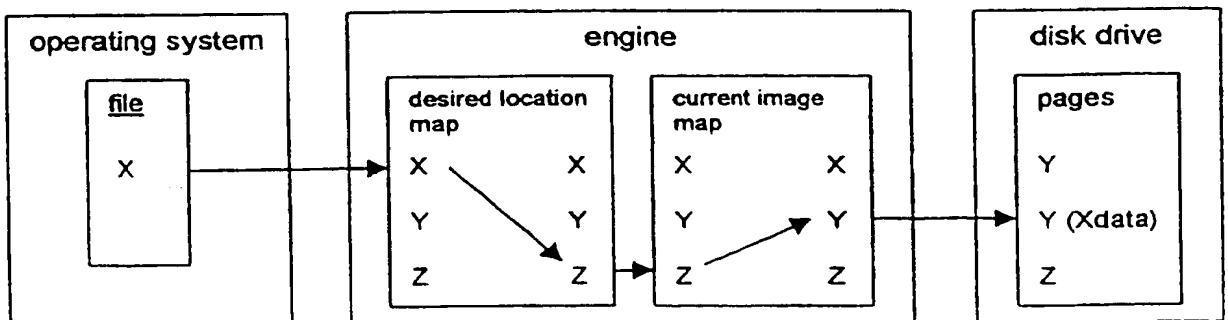 operating system
file
X
engine
desired location
map
X X
Y Y
Z Z
current image
map
X X
Y Y
Z Z
disk drive
pages
Y
Y (Xdata)
Z